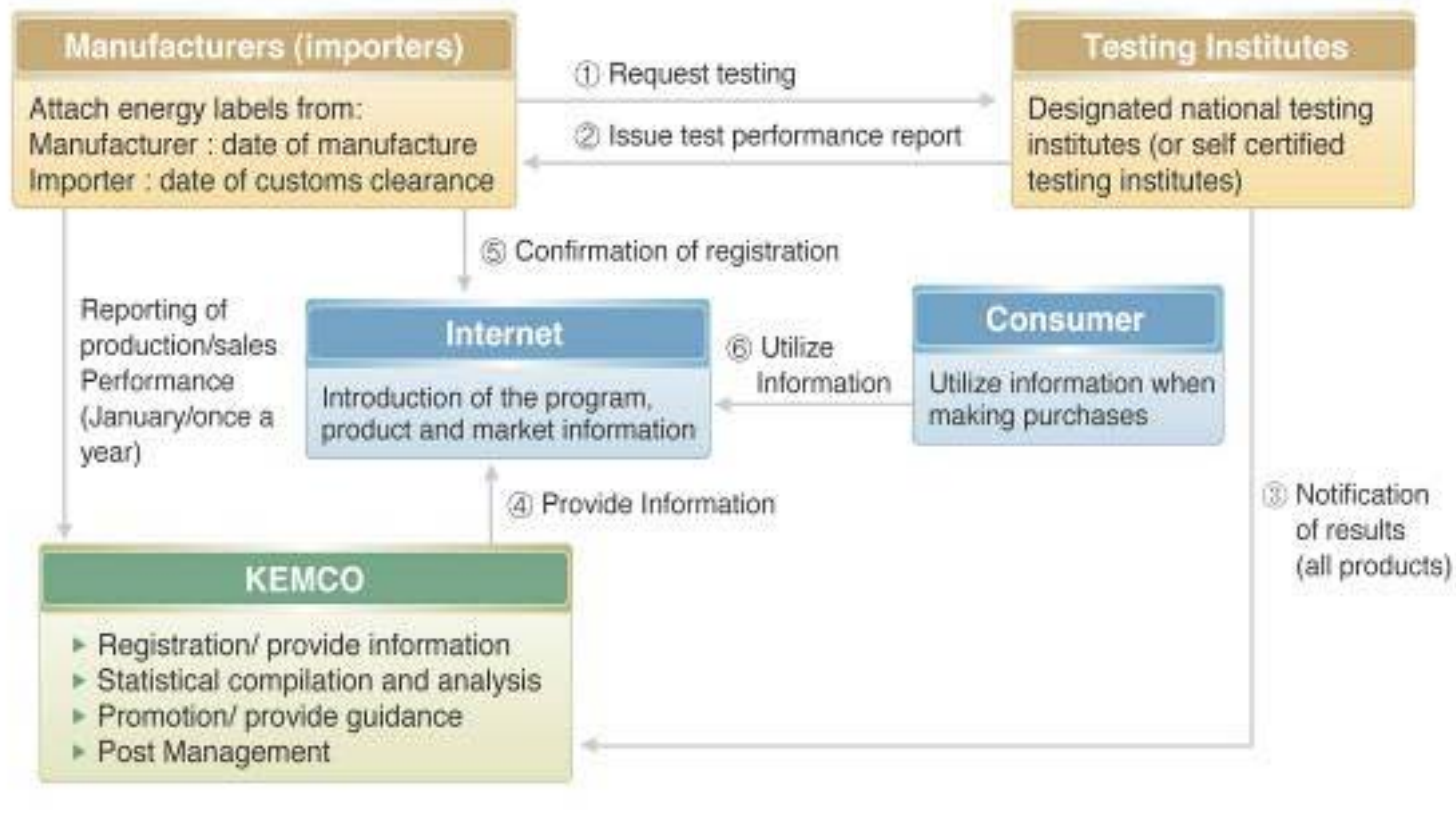 Manufacturers (importers)
Attach energy labels from:
Manufacturer : date of manufacture
Importer : date of customs clearance
① Request testing
② Issue test performance report
Testing Institutes
Designated national testing
institutes (or self certified
testing institutes)
⑤ Confirmation of registration
Reporting of
production/sales
Performance
(January/once a
year)
Internet
Introduction of the program,
product and market information
⑥ Utilize
Information
Consumer
Utilize information when
making purchases
④ Provide Information
③ Notification
of results
(all products)
KEMCO
▶ Registration/ provide information
▶ Statistical compilation and analysis
▶ Promotion/ provide guidance
▶ Post Management